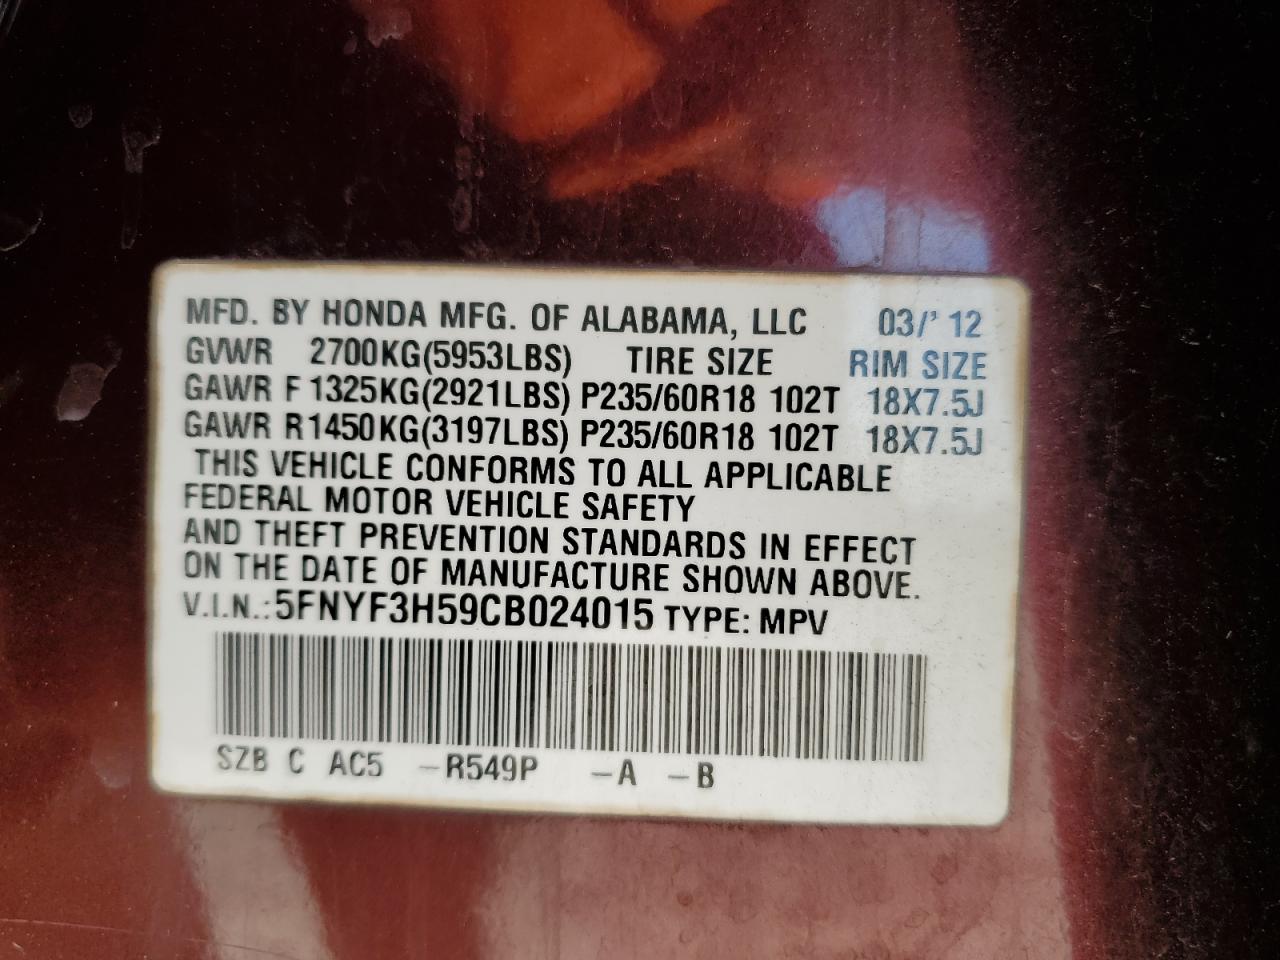 MFD. BY HONDA MFG. OF ALABAMA, LLC 03/' 12
GVWR 2700KG(5953LBS) TIRE SIZE RIM SIZE
GAWR F 1325KG(2921LBS) P235/60R18 102T 18X7.5J
GAWR R1450KG(3197LBS) P235/60R18 102T 18X7.5J
THIS VEHICLE CONFORMS TO ALL APPLICABLE
FEDERAL MOTOR VEHICLE SAFETY
AND THEFT PREVENTION STANDARDS IN EFFECT
ON THE DATE OF MANUFACTURE SHOWN ABOVE.
V.I.N.:5FNYF3H59CB024015 TYPE: MPV
SZB C AC5 -R549P -A -B